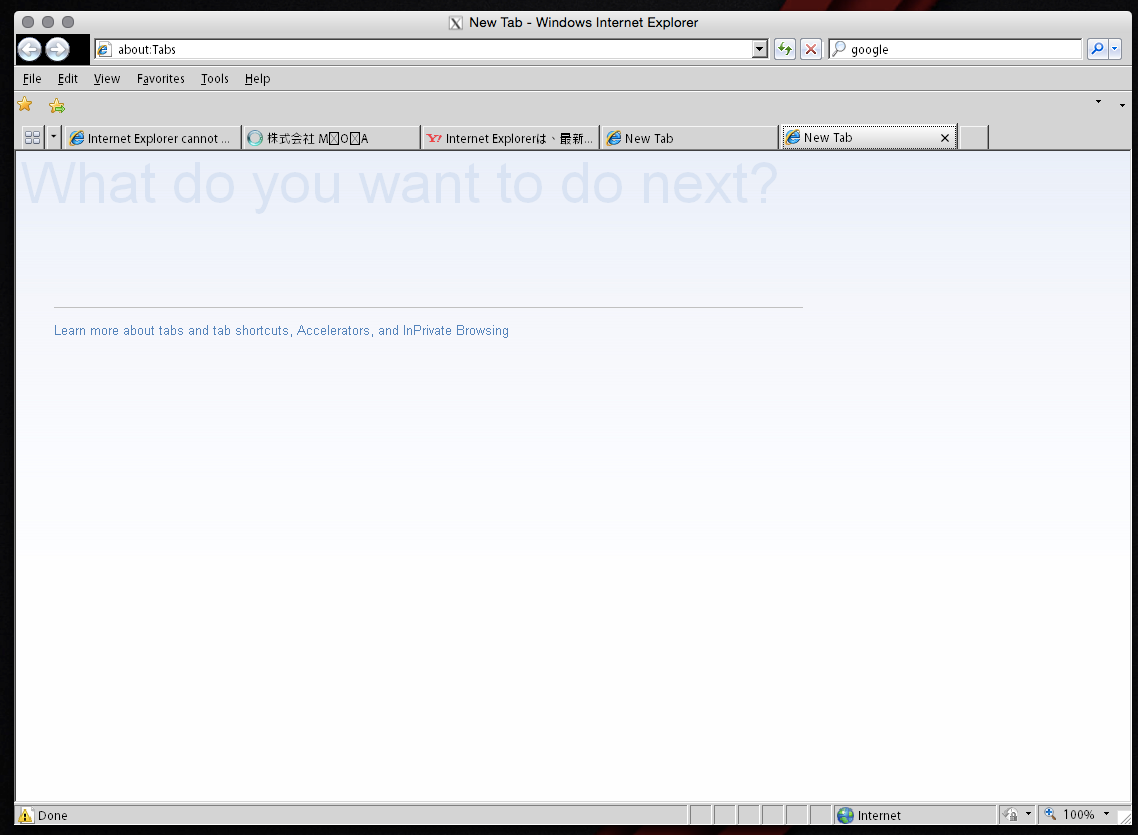 New Tab - Windows Internet Explorer
about:Tabs
google
File Edit View Favorites Tools Help
Internet Explorer cannot ...
株式会社 M□O□A
Internet Explorerは、最新...
New Tab
New Tab
What do you want to do next?
Learn more about tabs and tab shortcuts, Accelerators, and InPrivate Browsing
Done
Internet
100%